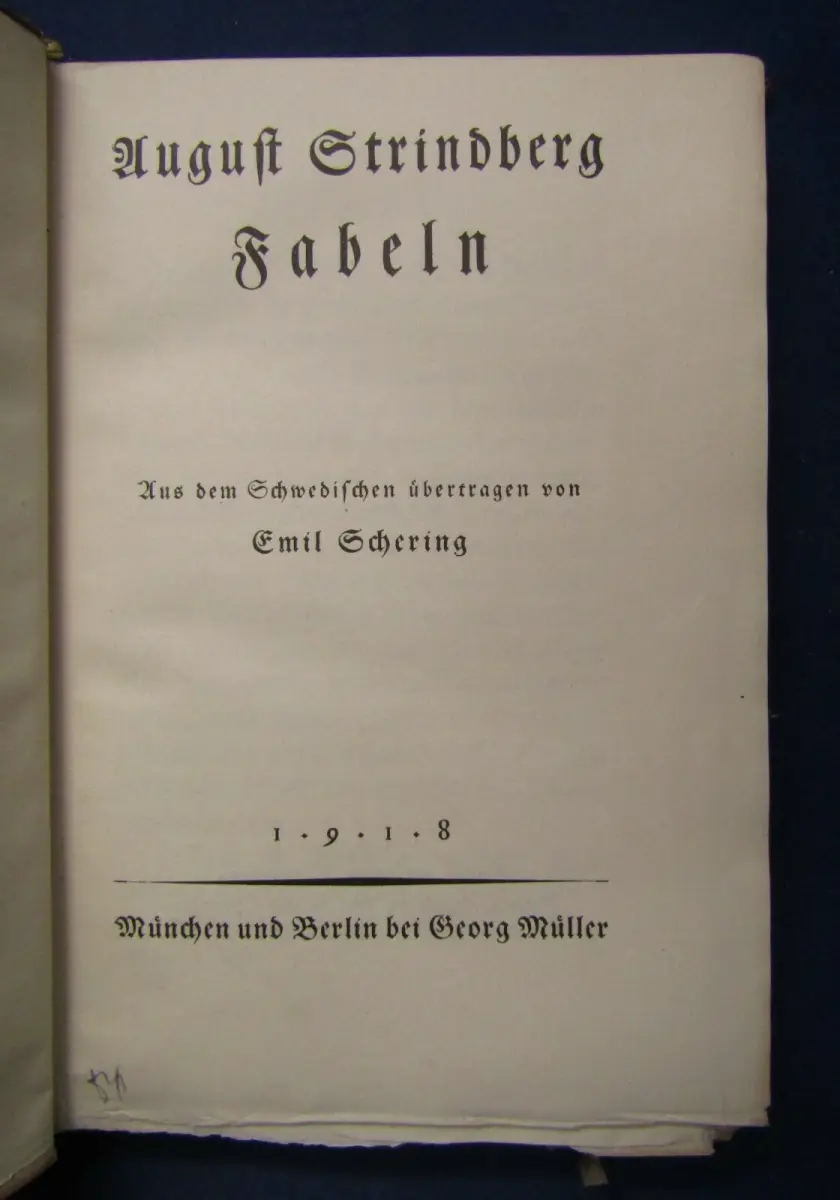 August Strindberg
Fabeln
Aus dem Schwedischen übertragen von
Emil Schering
1 · 9 · 1 · 8
München und Berlin bei Georg Müller